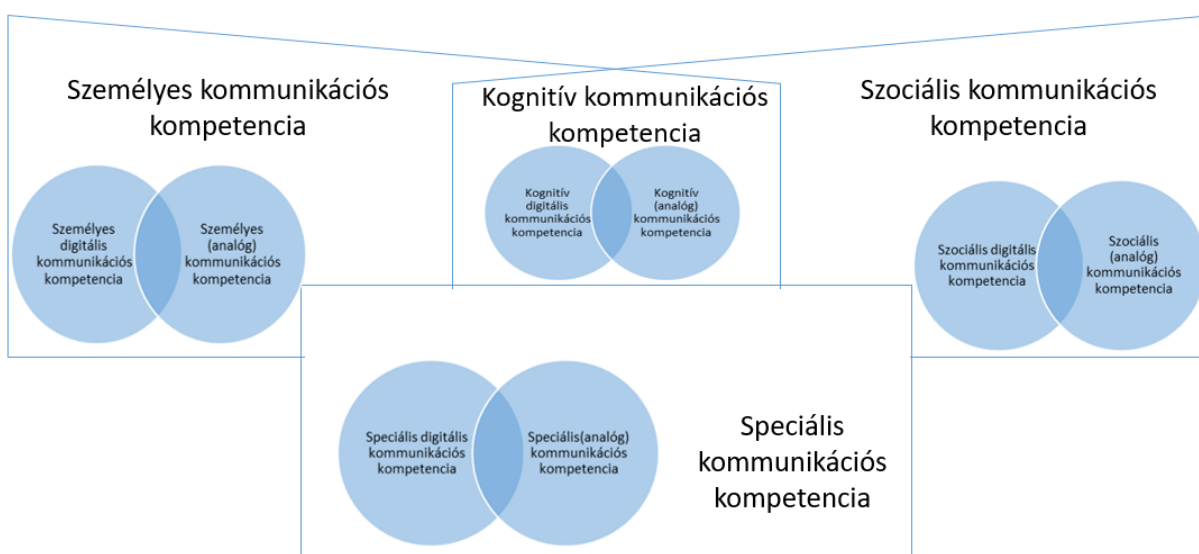 Személyes kommunikációs
kompetencia
Kognitív kommunikációs
kompetencia
Szociális kommunikációs
kompetencia
Személyes
digitális
kommunikációs
kompetencia
Személyes
(analóg)
kommunikációs
kompetencia
Kognitív
digitális
kommunikációs
kompetencia
Kognitív
(analóg)
kommunikációs
kompetencia
Szociális digitális
kommunikációs
kompetencia
Szociális
(analóg)
kommunikációs
kompetencia
Speciális digitális
kommunikációs
kompetencia
Speciális(analóg)
kommunikációs
kompetencia
Speciális
kommunikációs
kompetencia